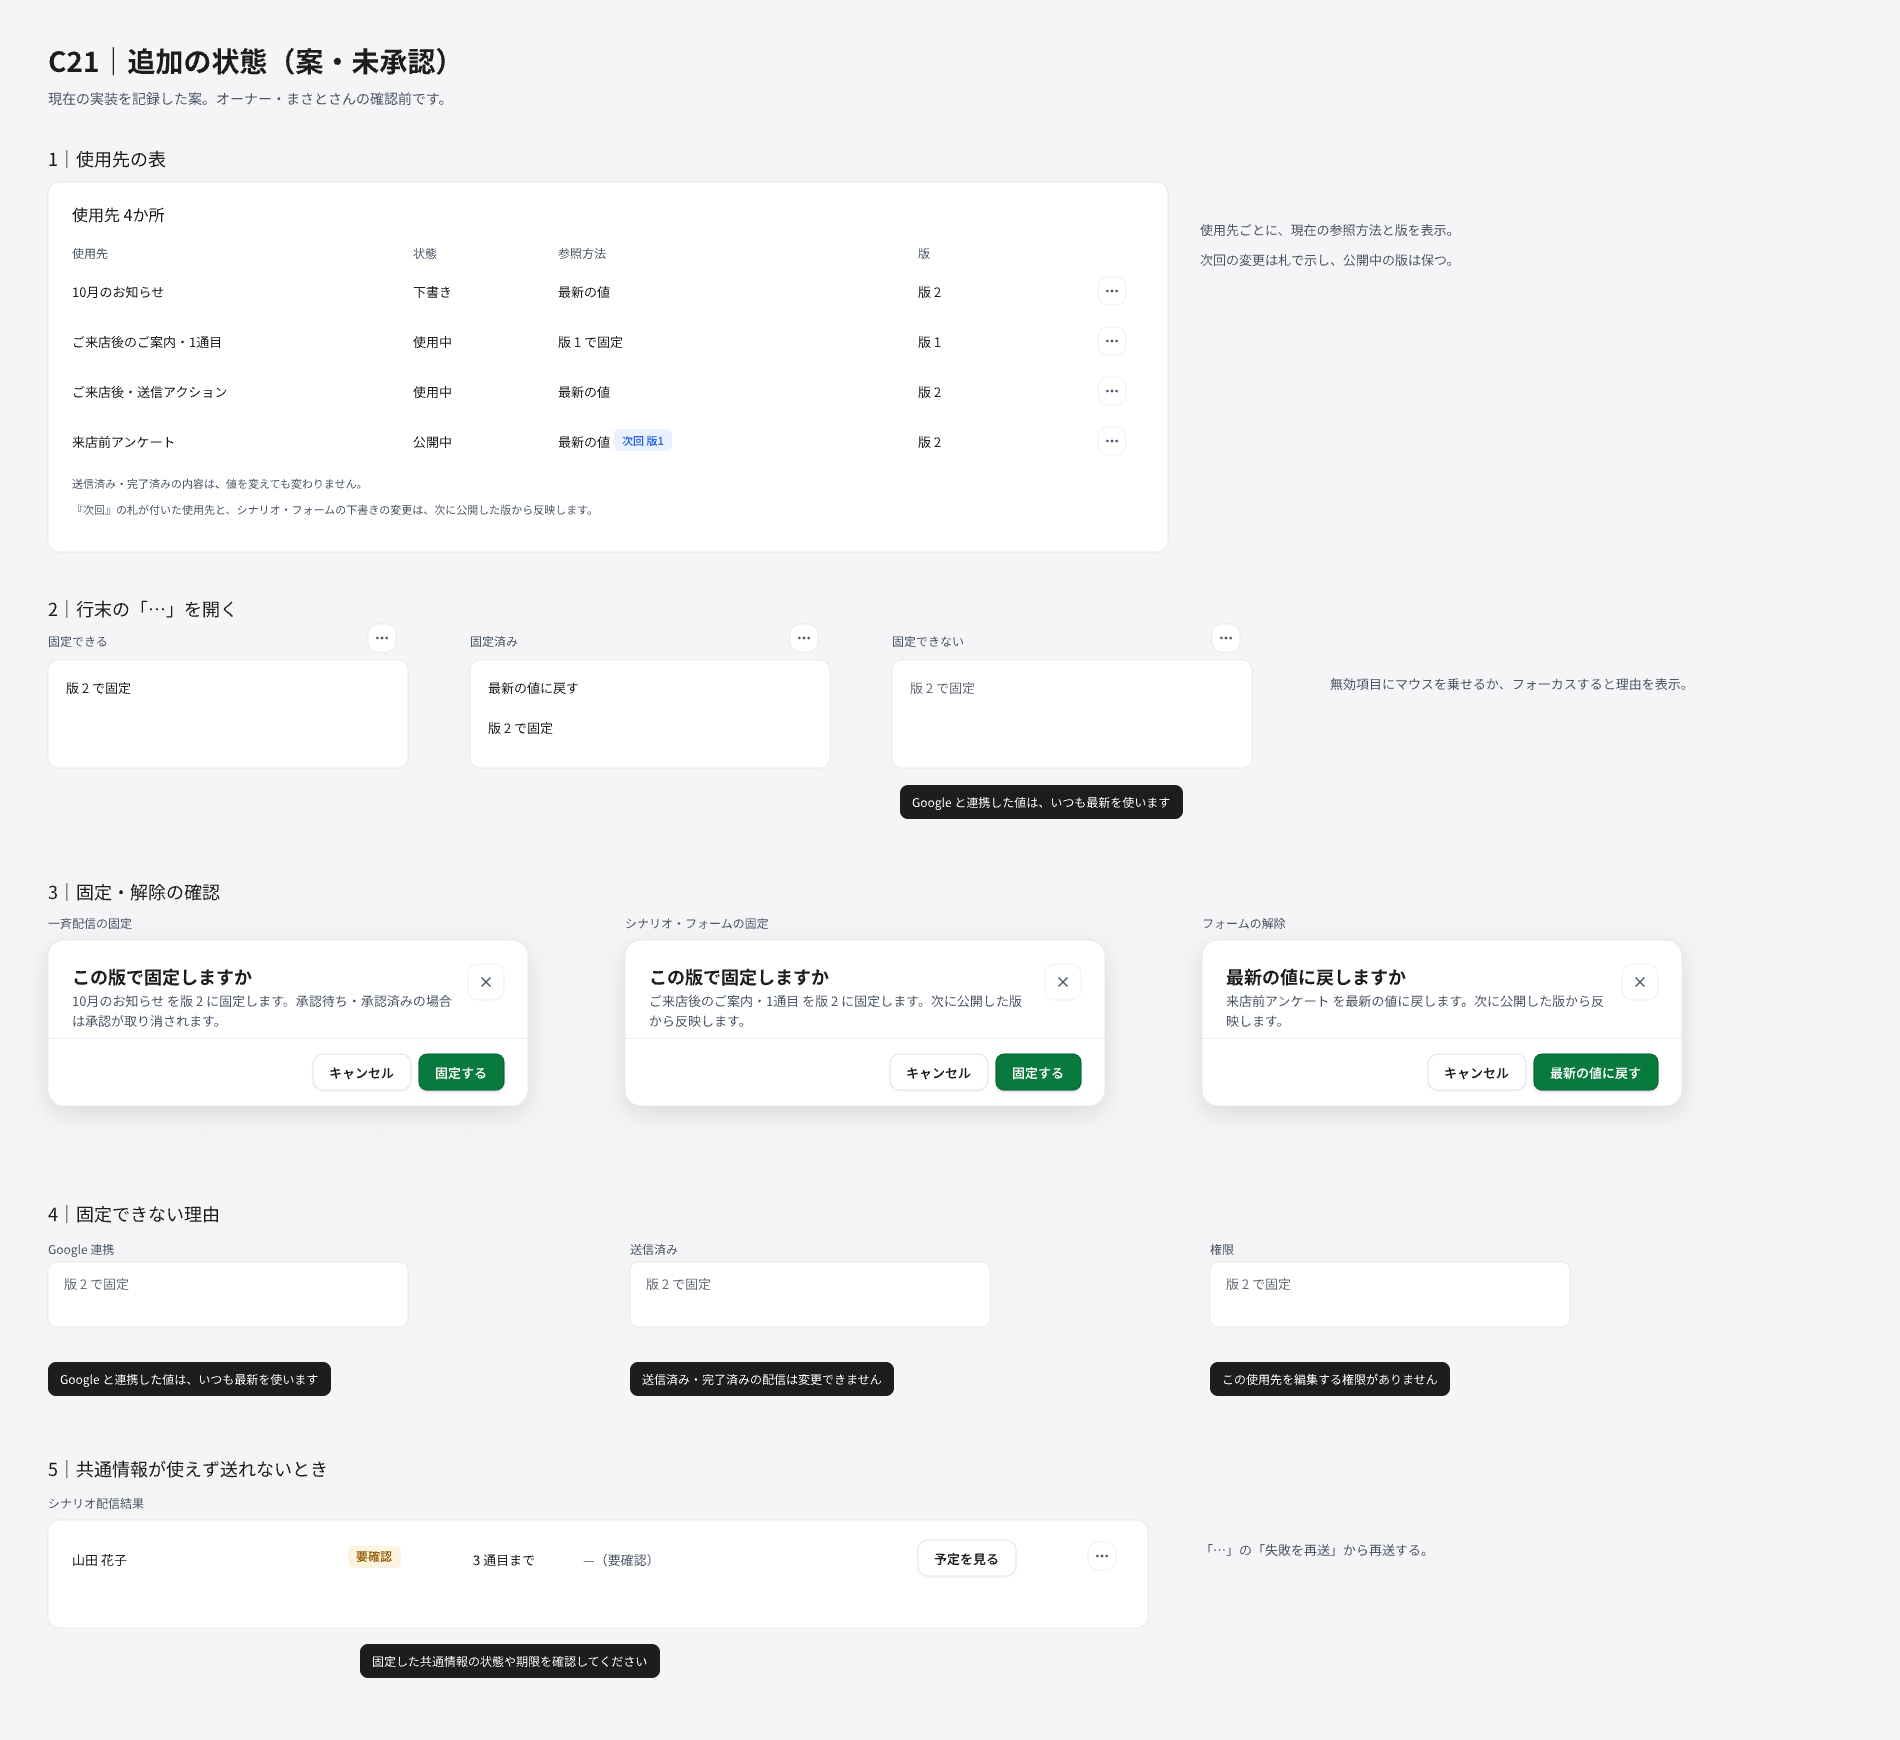 C21｜追加の状態（案・未承認）
現在の実装を記録した案。オーナー・まさとさんの確認前です。
1｜使用先の表
使用先 4か所
使用先 状態 参照方法 版
10月のお知らせ 下書き 最新の値 版 2 …
ご来店後のご案内・1通目 使用中 版 1 で固定 版 1 …
ご来店後・送信アクション 使用中 最新の値 版 2 …
来店前アンケート 公開中 最新の値 次回 版1 版 2 …
送信済み・完了済みの内容は、値を変えても変わりません。
『次回』の札が付いた使用先と、シナリオ・フォームの下書きの変更は、次に公開した版から反映します。
使用先ごとに、現在の参照方法と版を表示。
次回の変更は札で示し、公開中の版は保つ。
2｜行末の「…」を開く
固定できる …
版 2 で固定
固定済み …
最新の値に戻す
版 2 で固定
固定できない …
版 2 で固定
Google と連携した値は、いつも最新を使います
無効項目にマウスを乗せるか、フォーカスすると理由を表示。
3｜固定・解除の確認
一斉配信の固定
この版で固定しますか ×
10月のお知らせ を版 2 に固定します。承認待ち・承認済みの場合
は承認が取り消されます。
キャンセル 固定する
シナリオ・フォームの固定
この版で固定しますか ×
ご来店後のご案内・1通目 を版 2 に固定します。次に公開した版
から反映します。
キャンセル 固定する
フォームの解除
最新の値に戻しますか ×
来店前アンケート を最新の値に戻します。次に公開した版から反
映します。
キャンセル 最新の値に戻す
4｜固定できない理由
Google 連携
版 2 で固定
Google と連携した値は、いつも最新を使います
送信済み
版 2 で固定
送信済み・完了済みの配信は変更できません
権限
版 2 で固定
この使用先を編集する権限がありません
5｜共通情報が使えず送れないとき
シナリオ配信結果
山田 花子 要確認 3 通目まで —（要確認） 予定を見る …
固定した共通情報の状態や期限を確認してください
「…」の「失敗を再送」から再送する。